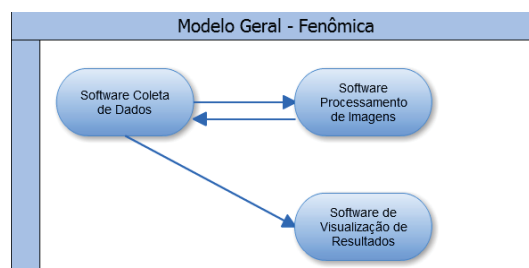 Modelo Geral - Fenômica
Software Coleta
de Dados
Software
Processamento
de Imagens
Software de
Visualização de
Resultados